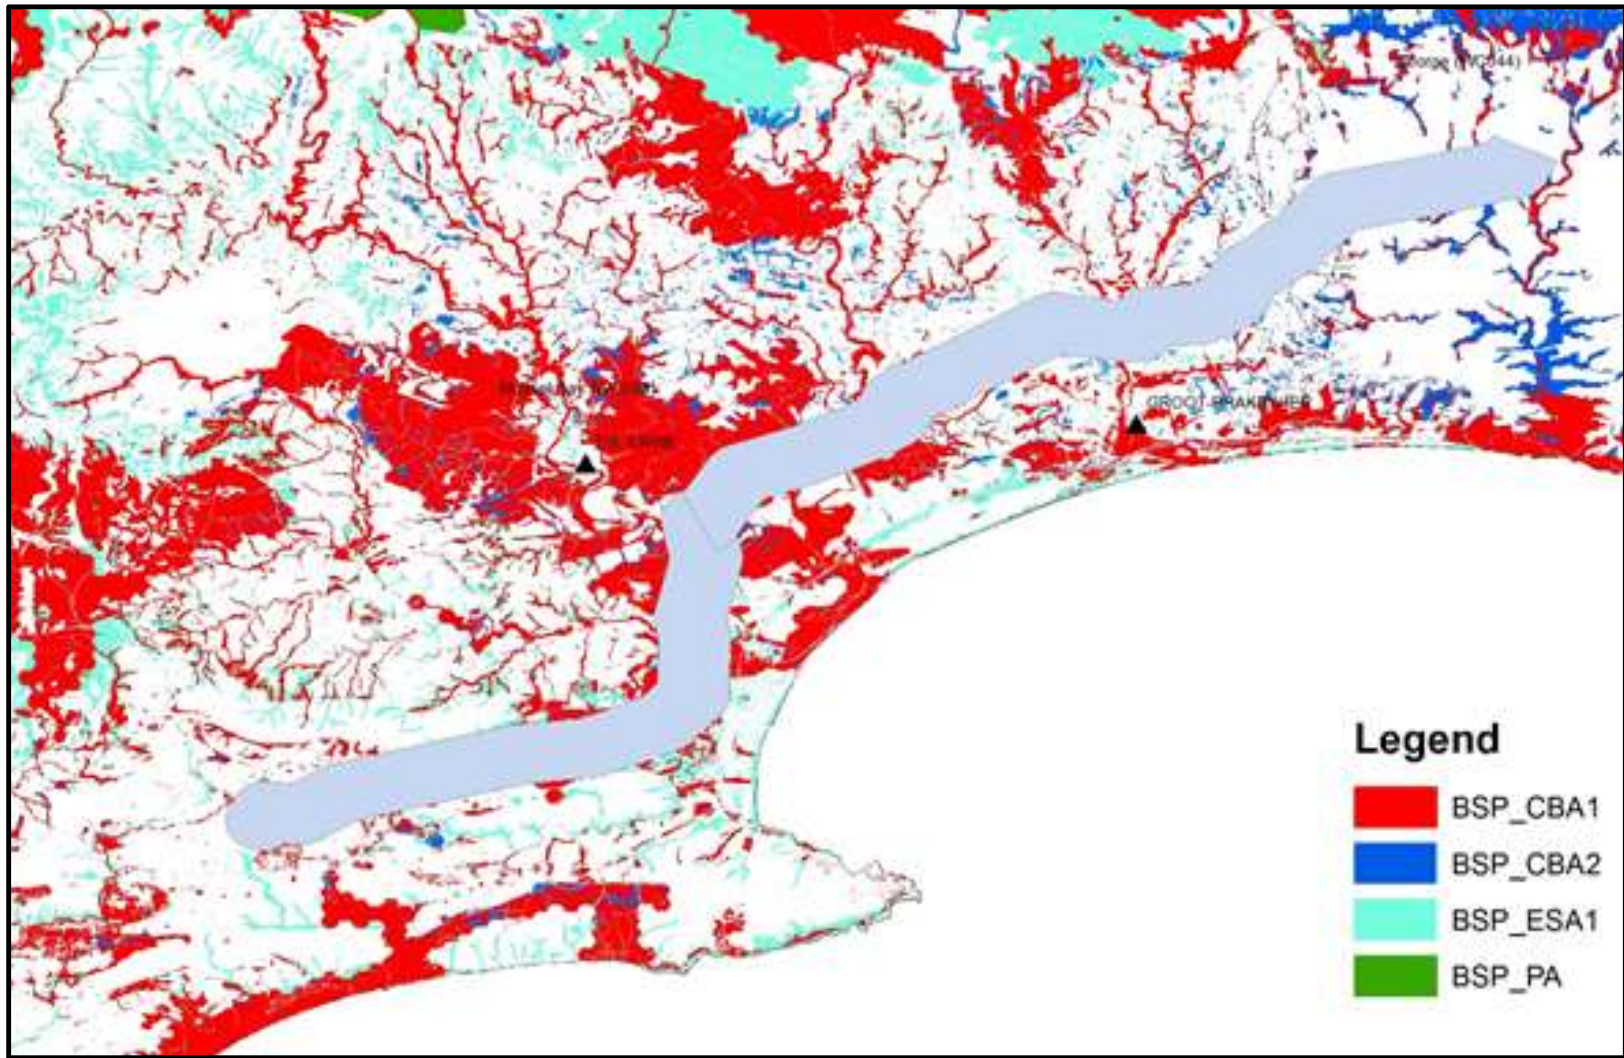 GROOT BRAKRIVIER
Legend
BSP_CBA1
BSP_CBA2
BSP_ESA1
BSP_PA